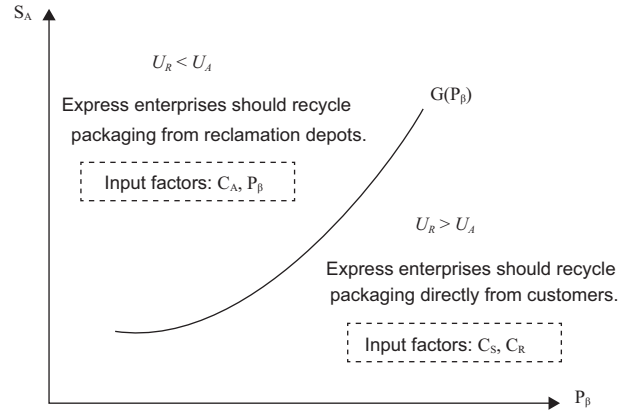 S_A
U_R < U_A
Express enterprises should recycle
packaging from reclamation depots.
Input factors: C_A, P_β
G(P_β)
U_R > U_A
Express enterprises should recycle
packaging directly from customers.
Input factors: C_S, C_R
P_β